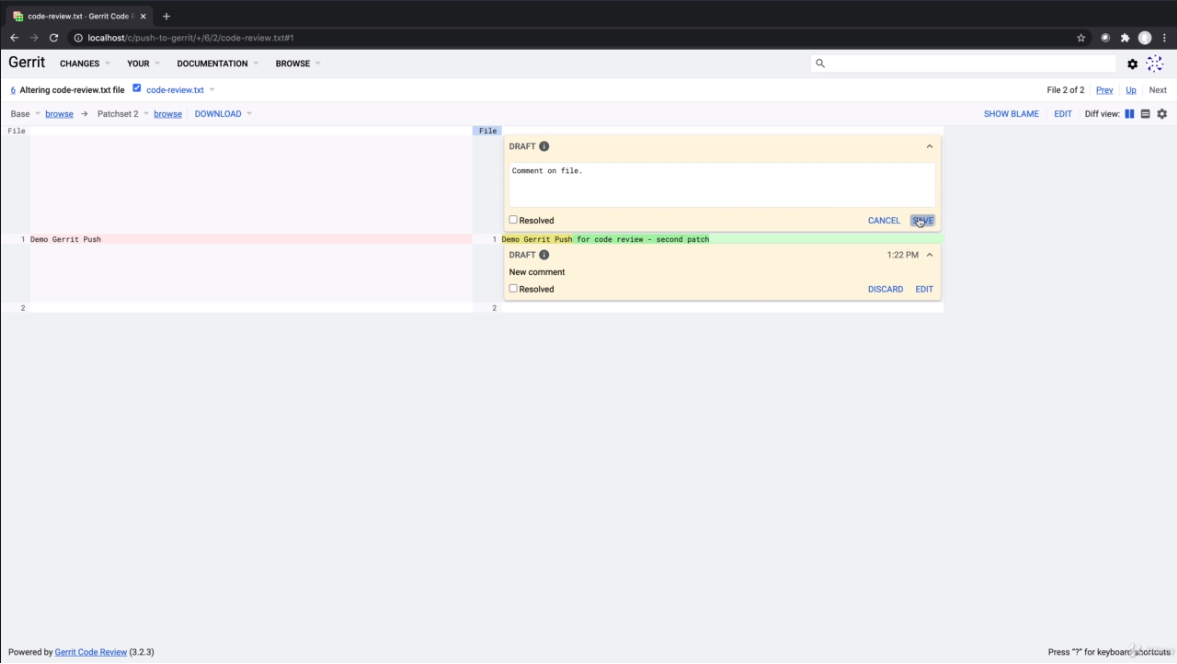 code-review.txt · Gerrit Code R
localhost/c/push-to-gerrit/+/6/2/code-review.txt#1
Gerrit CHANGES YOUR DOCUMENTATION BROWSE
6 Altering code-review.txt file code-review.txt File 2 of 2 Prev Up Next
Base browse → Patchset 2 browse DOWNLOAD SHOW BLAME EDIT Diff view:
File File
DRAFT
Comment on file.
Resolved CANCEL SAVE
1 Demo Gerrit Push 1 Demo Gerrit Push for code review - second patch
DRAFT 1:22 PM
New comment
Resolved DISCARD EDIT
2 2
Powered by Gerrit Code Review (3.2.3) Press "?" for keyboard shortcuts